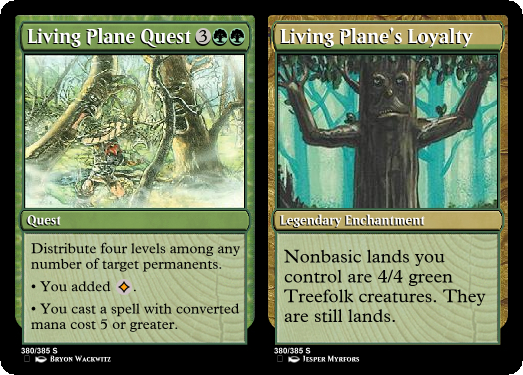 Living Plane Quest 3
Quest
Distribute four levels among any
number of target permanents.
• You added .
• You cast a spell with converted
mana cost 5 or greater.
380/385 S
Bryon Wackwitz
Living Plane's Loyalty
Legendary Enchantment
Nonbasic lands you
control are 4/4 green
Treefolk creatures. They
are still lands.
380/385 S
Jesper Myrfors